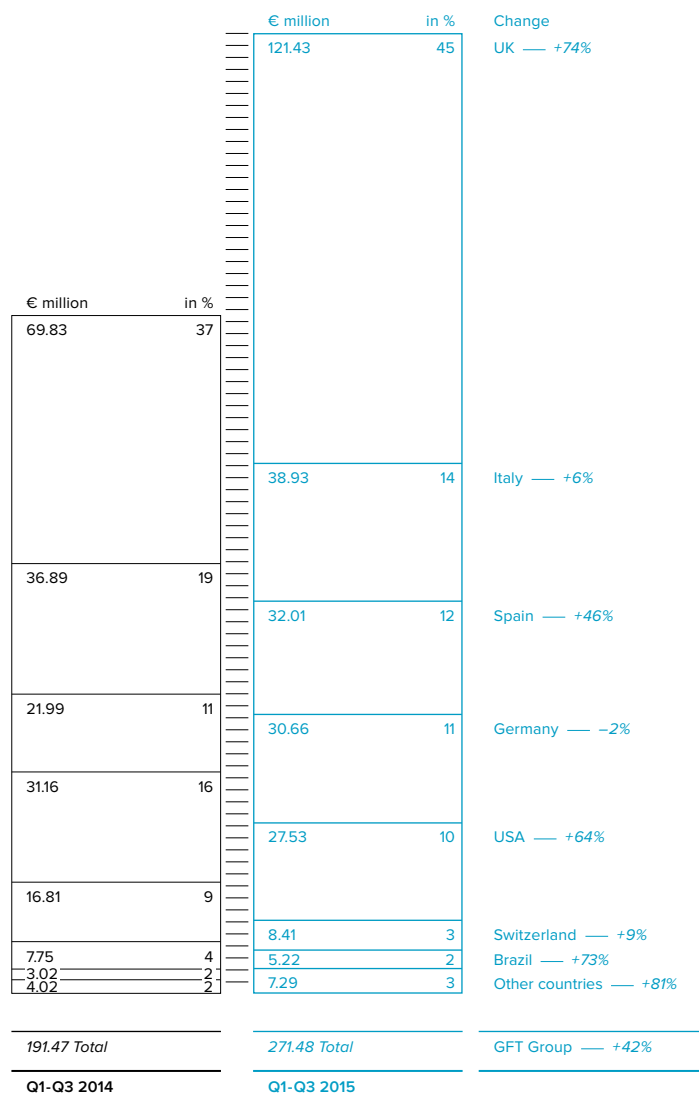 € million in % Change
121.43 45 UK — +74%
€ million in %
69.83 37
38.93 14 Italy — +6%
36.89 19
32.01 12 Spain — +46%
21.99 11
30.66 11 Germany — –2%
31.16 16
27.53 10 USA — +64%
16.81 9
8.41 3 Switzerland — +9%
7.75 4
5.22 2 Brazil — +73%
3.02 2
7.29 3 Other countries — +81%
4.02 2
191.47 Total 271.48 Total GFT Group — +42%
Q1-Q3 2014 Q1-Q3 2015